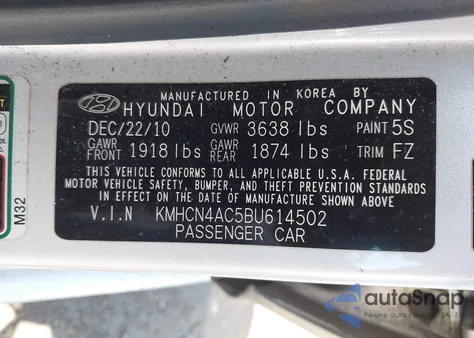 MANUFACTURED IN KOREA BY
HYUNDAI MOTOR COMPANY
DEC/22/10 GVWR 3638 lbs PAINT 5S
GAWR FRONT 1918 lbs GAWR REAR 1874 lbs TRIM FZ
THIS VEHICLE CONFORMS TO ALL APPLICABLE U.S.A. FEDERAL
MOTOR VEHICLE SAFETY, BUMPER, AND THEFT PREVENTION STANDARDS
IN EFFECT ON THE DATE OF MANUFACTURE SHOWN ABOVE.
V.I.N KMHCN4AC5BU614502
PASSENGER CAR
M32
autoSnap